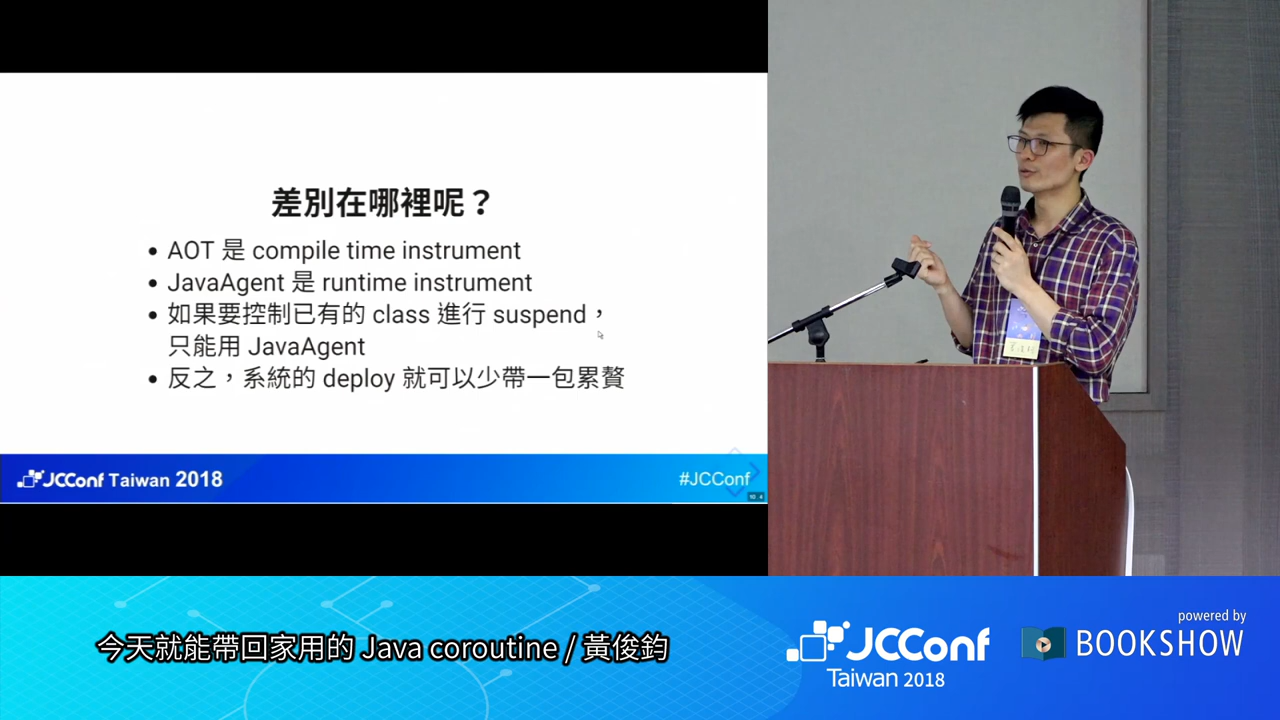 差別在哪裡呢？
AOT 是 compile time instrument
JavaAgent 是 runtime instrument
如果要控制已有的 class 進行 suspend，
只能用 JavaAgent
反之，系統的 deploy 就可以少帶一包累贅
JCConf Taiwan 2018
#JCConf
今天就能帶回家用的 Java coroutine / 黃俊鈞
JCConf
Taiwan 2018
powered by
BOOKSHOW